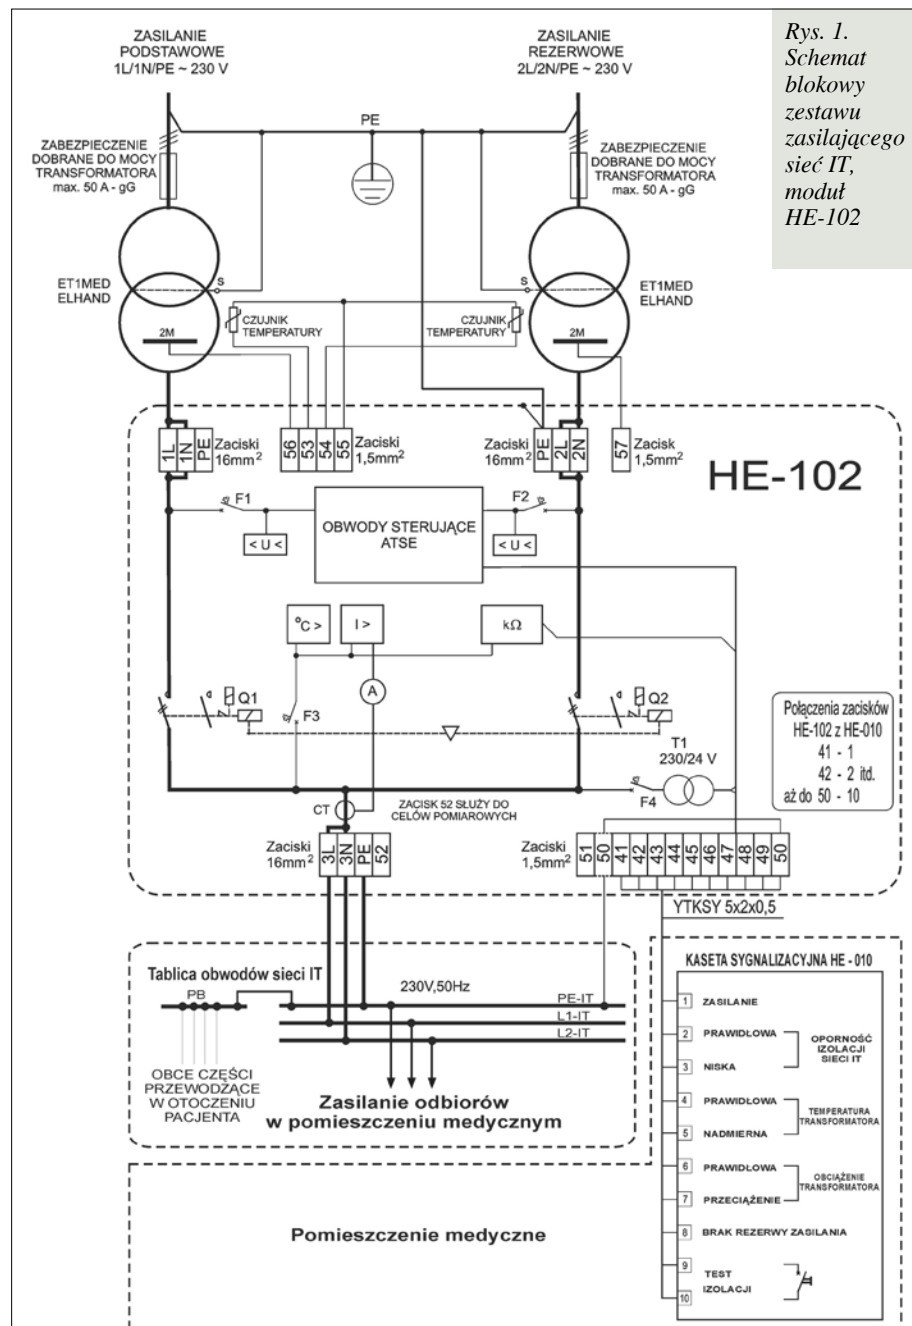 Rys. 1.
Schemat
blokowy
zestawu
zasilającego
sieć IT,
moduł
HE-102
ZASILANIE
PODSTAWOWE
1L/1N/PE ~ 230 V
ZASILANIE
REZERWOWE
2L/2N/PE ~ 230 V
PE
ZABEZPIECZENIE
DOBRANE DO MOCY
TRANSFORMATORA
max. 50 A - gG
ZABEZPIECZENIE
DOBRANE DO MOCY
TRANSFORMATORA
max. 50 A - gG
S
S
ET1MED
ELHAND
ET1MED
ELHAND
CZUJNIK
TEMPERATURY
CZUJNIK
TEMPERATURY
2M
2M
1L
1N
PE
Zaciski
16mm²
56
53
54
55
Zaciski
1,5mm²
Zaciski
16mm²
PE
2L
2N
57
Zacisk
1,5mm²
HE-102
F1
F2
< U <
OBWODY STERUJĄCE
ATSE
< U <
°C >
I >
kΩ
A
Q1
F3
Q2
Połączenia zacisków
HE-102 z HE-010
41 - 1
42 - 2 itd.
aż do 50 - 10
T1
230/24 V
F4
CT
ZACISK 52 SŁUŻY DO
CELÓW POMIAROWYCH
Zaciski
16mm²
3L
3N
PE
52
Zaciski
1,5mm²
51
50
41
42
43
44
45
46
47
48
49
50
YTKSY 5x2x0,5
Tablica obwodów sieci IT
PB
230V,50Hz
PE-IT
L1-IT
L2-IT
OBCE CZĘŚCI
PRZEWODZĄCE
W OTOCZENIU
PACJENTA
Zasilanie odbiorów
w pomieszczeniu medycznym
Pomieszczenie medyczne
KASETA SYGNALIZACYJNA HE - 010
1 ZASILANIE
2 PRAWIDŁOWA
3 NISKA
OPORNOŚĆ
IZOLACJI
SIECI IT
4 PRAWIDŁOWA
5 NADMIERNA
TEMPERATURA
TRANSFORMATORA
6 PRAWIDŁOWA
7 PRZECIĄŻENIE
OBCIĄŻENIE
TRANSFORMATORA
8 BRAK REZERWY ZASILANIA
9
10
TEST
IZOLACJI